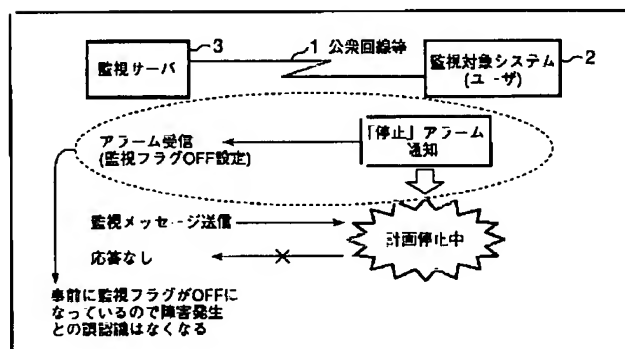 3
1 公衆回線等
2
監視サーバ
監視対象システム
(ユーザ)
アラーム受信
(監視フラグOFF設定)
「停止」アラーム
通知
監視メッセージ送信
計画停止中
応答なし
事前に監視フラグがOFFに
なっているので障害発生
との誤認識はなくなる